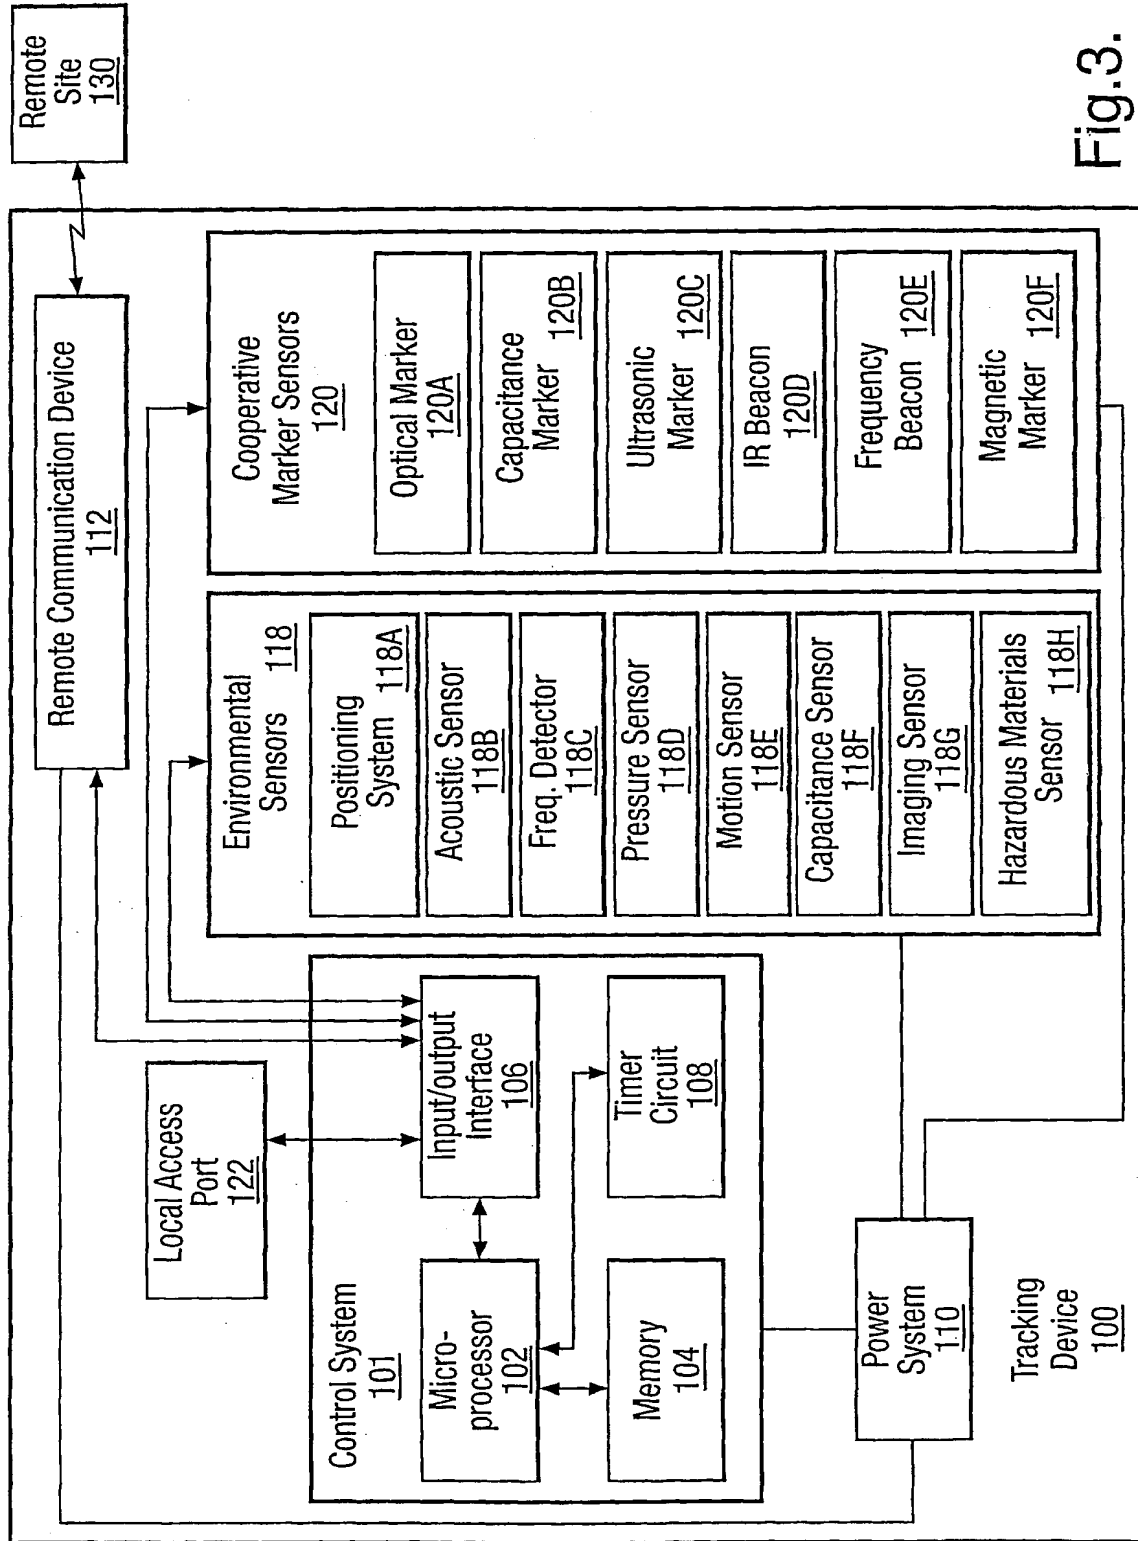 Remote
Site
130
Remote Communication Device
112
Local Access
Port
122
Control System
101
Micro-
processor
102
Input/output
Interface
106
Memory
104
Timer
Circuit
108
Environmental
Sensors 118
Positioning
System 118A
Acoustic Sensor
118B
Freq. Detector
118C
Pressure Sensor
118D
Motion Sensor
118E
Capacitance Sensor
118F
Imaging Sensor
118G
Hazardous Materials
Sensor 118H
Cooperative
Marker Sensors
120
Optical Marker
120A
Capacitance
Marker 120B
Ultrasonic
Marker 120C
IR Beacon
120D
Frequency
Beacon 120E
Magnetic
Marker 120F
Power
System
110
Tracking
Device
100
Fig.3.